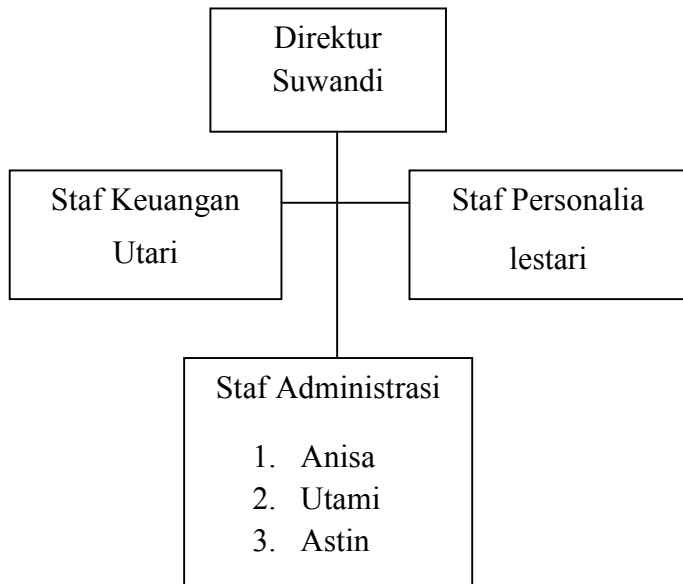 Direktur
Suwandi
Staf Keuangan
Utari
Staf Personalia
lestari
Staf Administrasi
1. Anisa
2. Utami
3. Astin